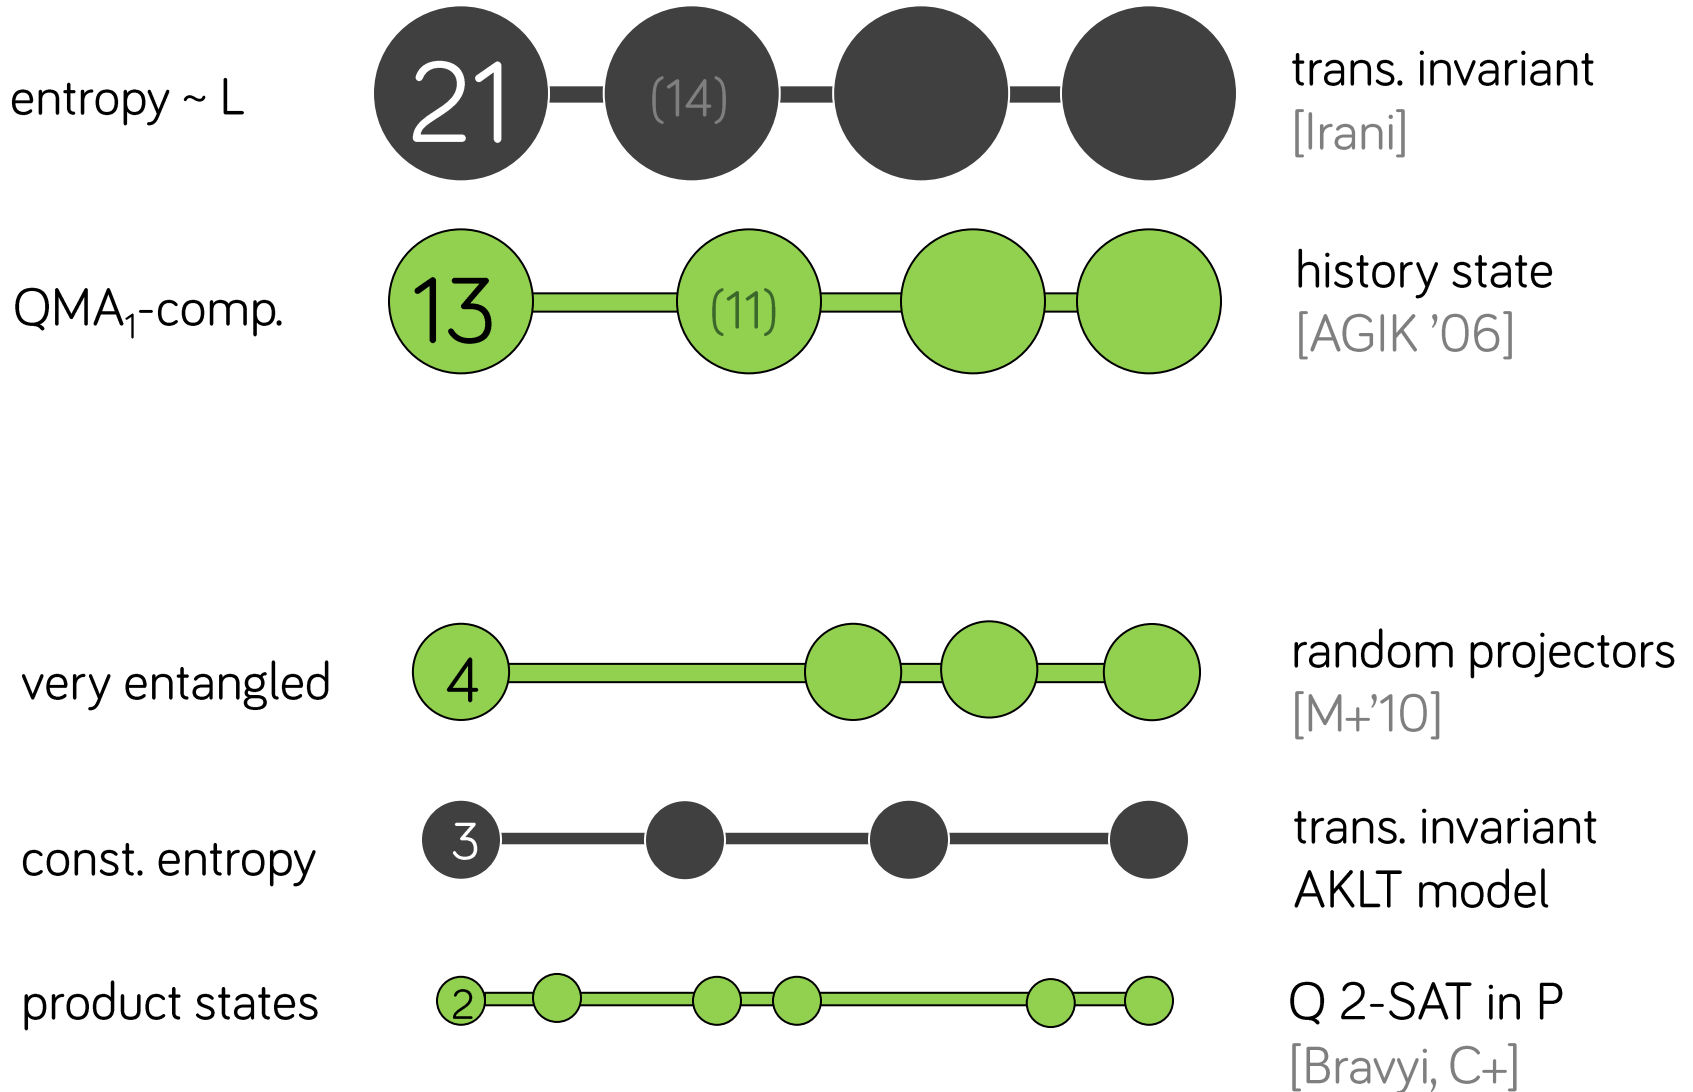 entropy ~ L
21
(14)
trans. invariant
[Irani]
QMA₁-comp.
13
(11)
history state
[AGIK ’06]
very entangled
4
random projectors
[M+’10]
const. entropy
3
trans. invariant
AKLT model
product states
2
Q 2-SAT in P
[Bravyi, C+]